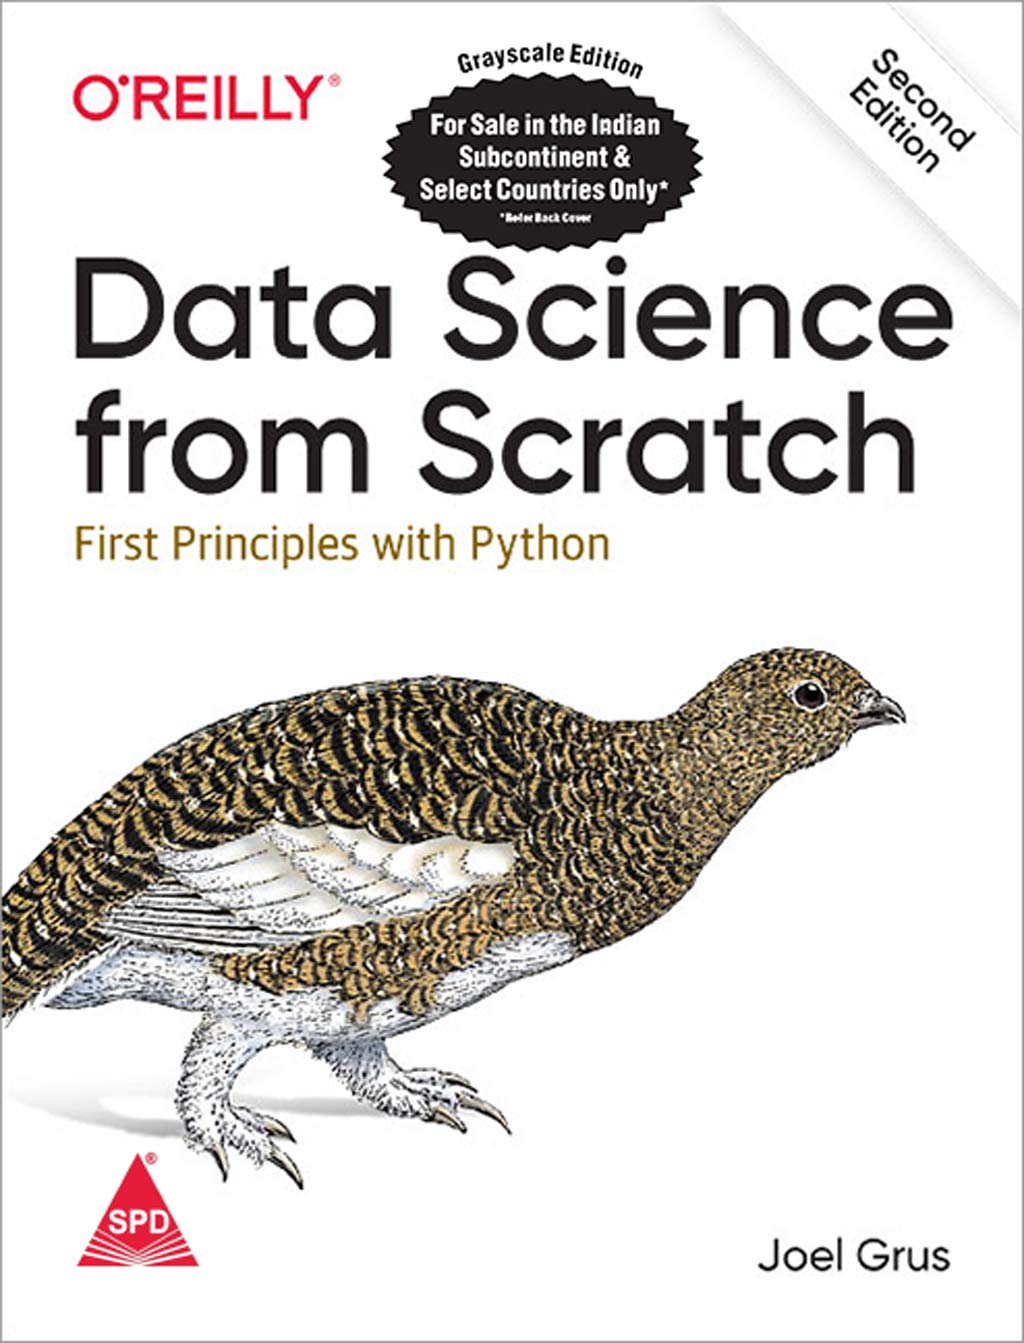 O'REILLY®
Grayscale Edition
For Sale in the Indian
Subcontinent &
Select Countries Only*
*Refer Back Cover
Second
Edition
Data Science
from Scratch
First Principles with Python
®
SPD
Joel Grus